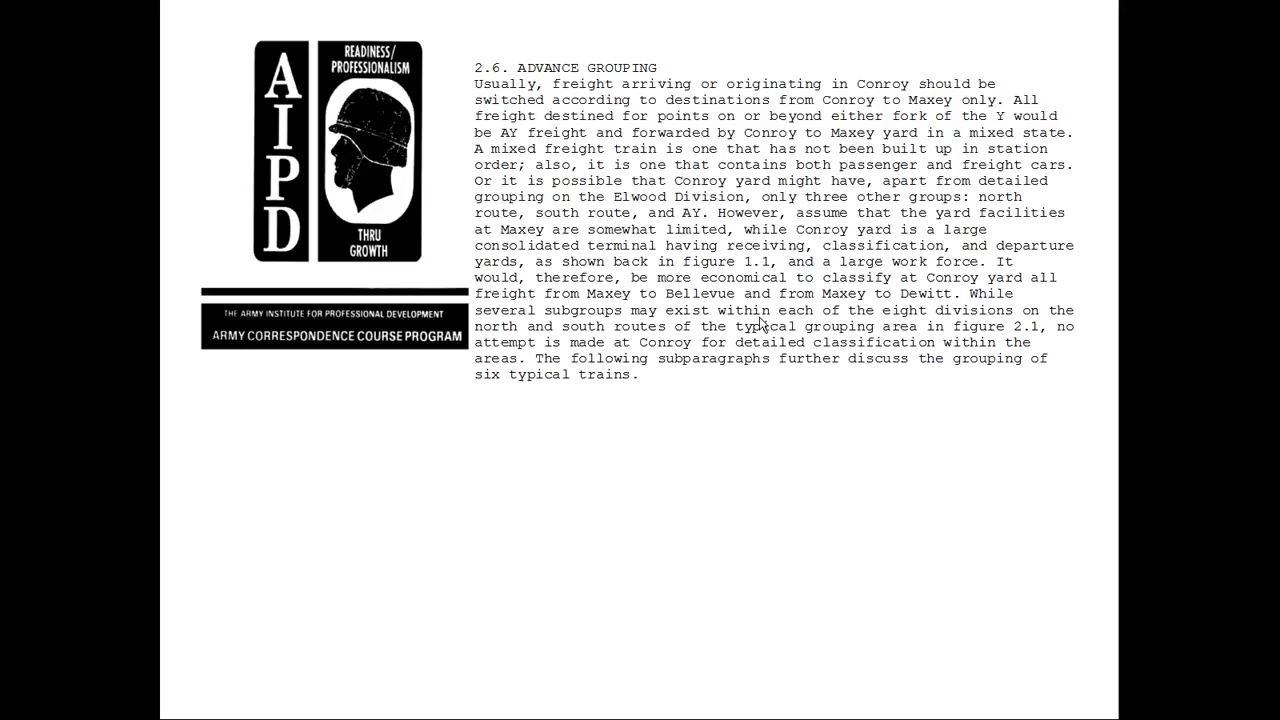 AIPD
READINESS/
PROFESSIONALISM
THRU
GROWTH
THE ARMY INSTITUTE FOR PROFESSIONAL DEVELOPMENT
ARMY CORRESPONDENCE COURSE PROGRAM
2.6. ADVANCE GROUPING
Usually, freight arriving or originating in Conroy should be
switched according to destinations from Conroy to Maxey only. All
freight destined for points on or beyond either fork of the Y would
be AY freight and forwarded by Conroy to Maxey yard in a mixed state.
A mixed freight train is one that has not been built up in station
order; also, it is one that contains both passenger and freight cars.
Or it is possible that Conroy yard might have, apart from detailed
grouping on the Elwood Division, only three other groups: north
route, south route, and AY. However, assume that the yard facilities
at Maxey are somewhat limited, while Conroy yard is a large
consolidated terminal having receiving, classification, and departure
yards, as shown back in figure 1.1, and a large work force. It
would, therefore, be more economical to classify at Conroy yard all
freight from Maxey to Bellevue and from Maxey to Dewitt. While
several subgroups may exist within each of the eight divisions on the
north and south routes of the typical grouping area in figure 2.1, no
attempt is made at Conroy for detailed classification within the
areas. The following subparagraphs further discuss the grouping of
six typical trains.